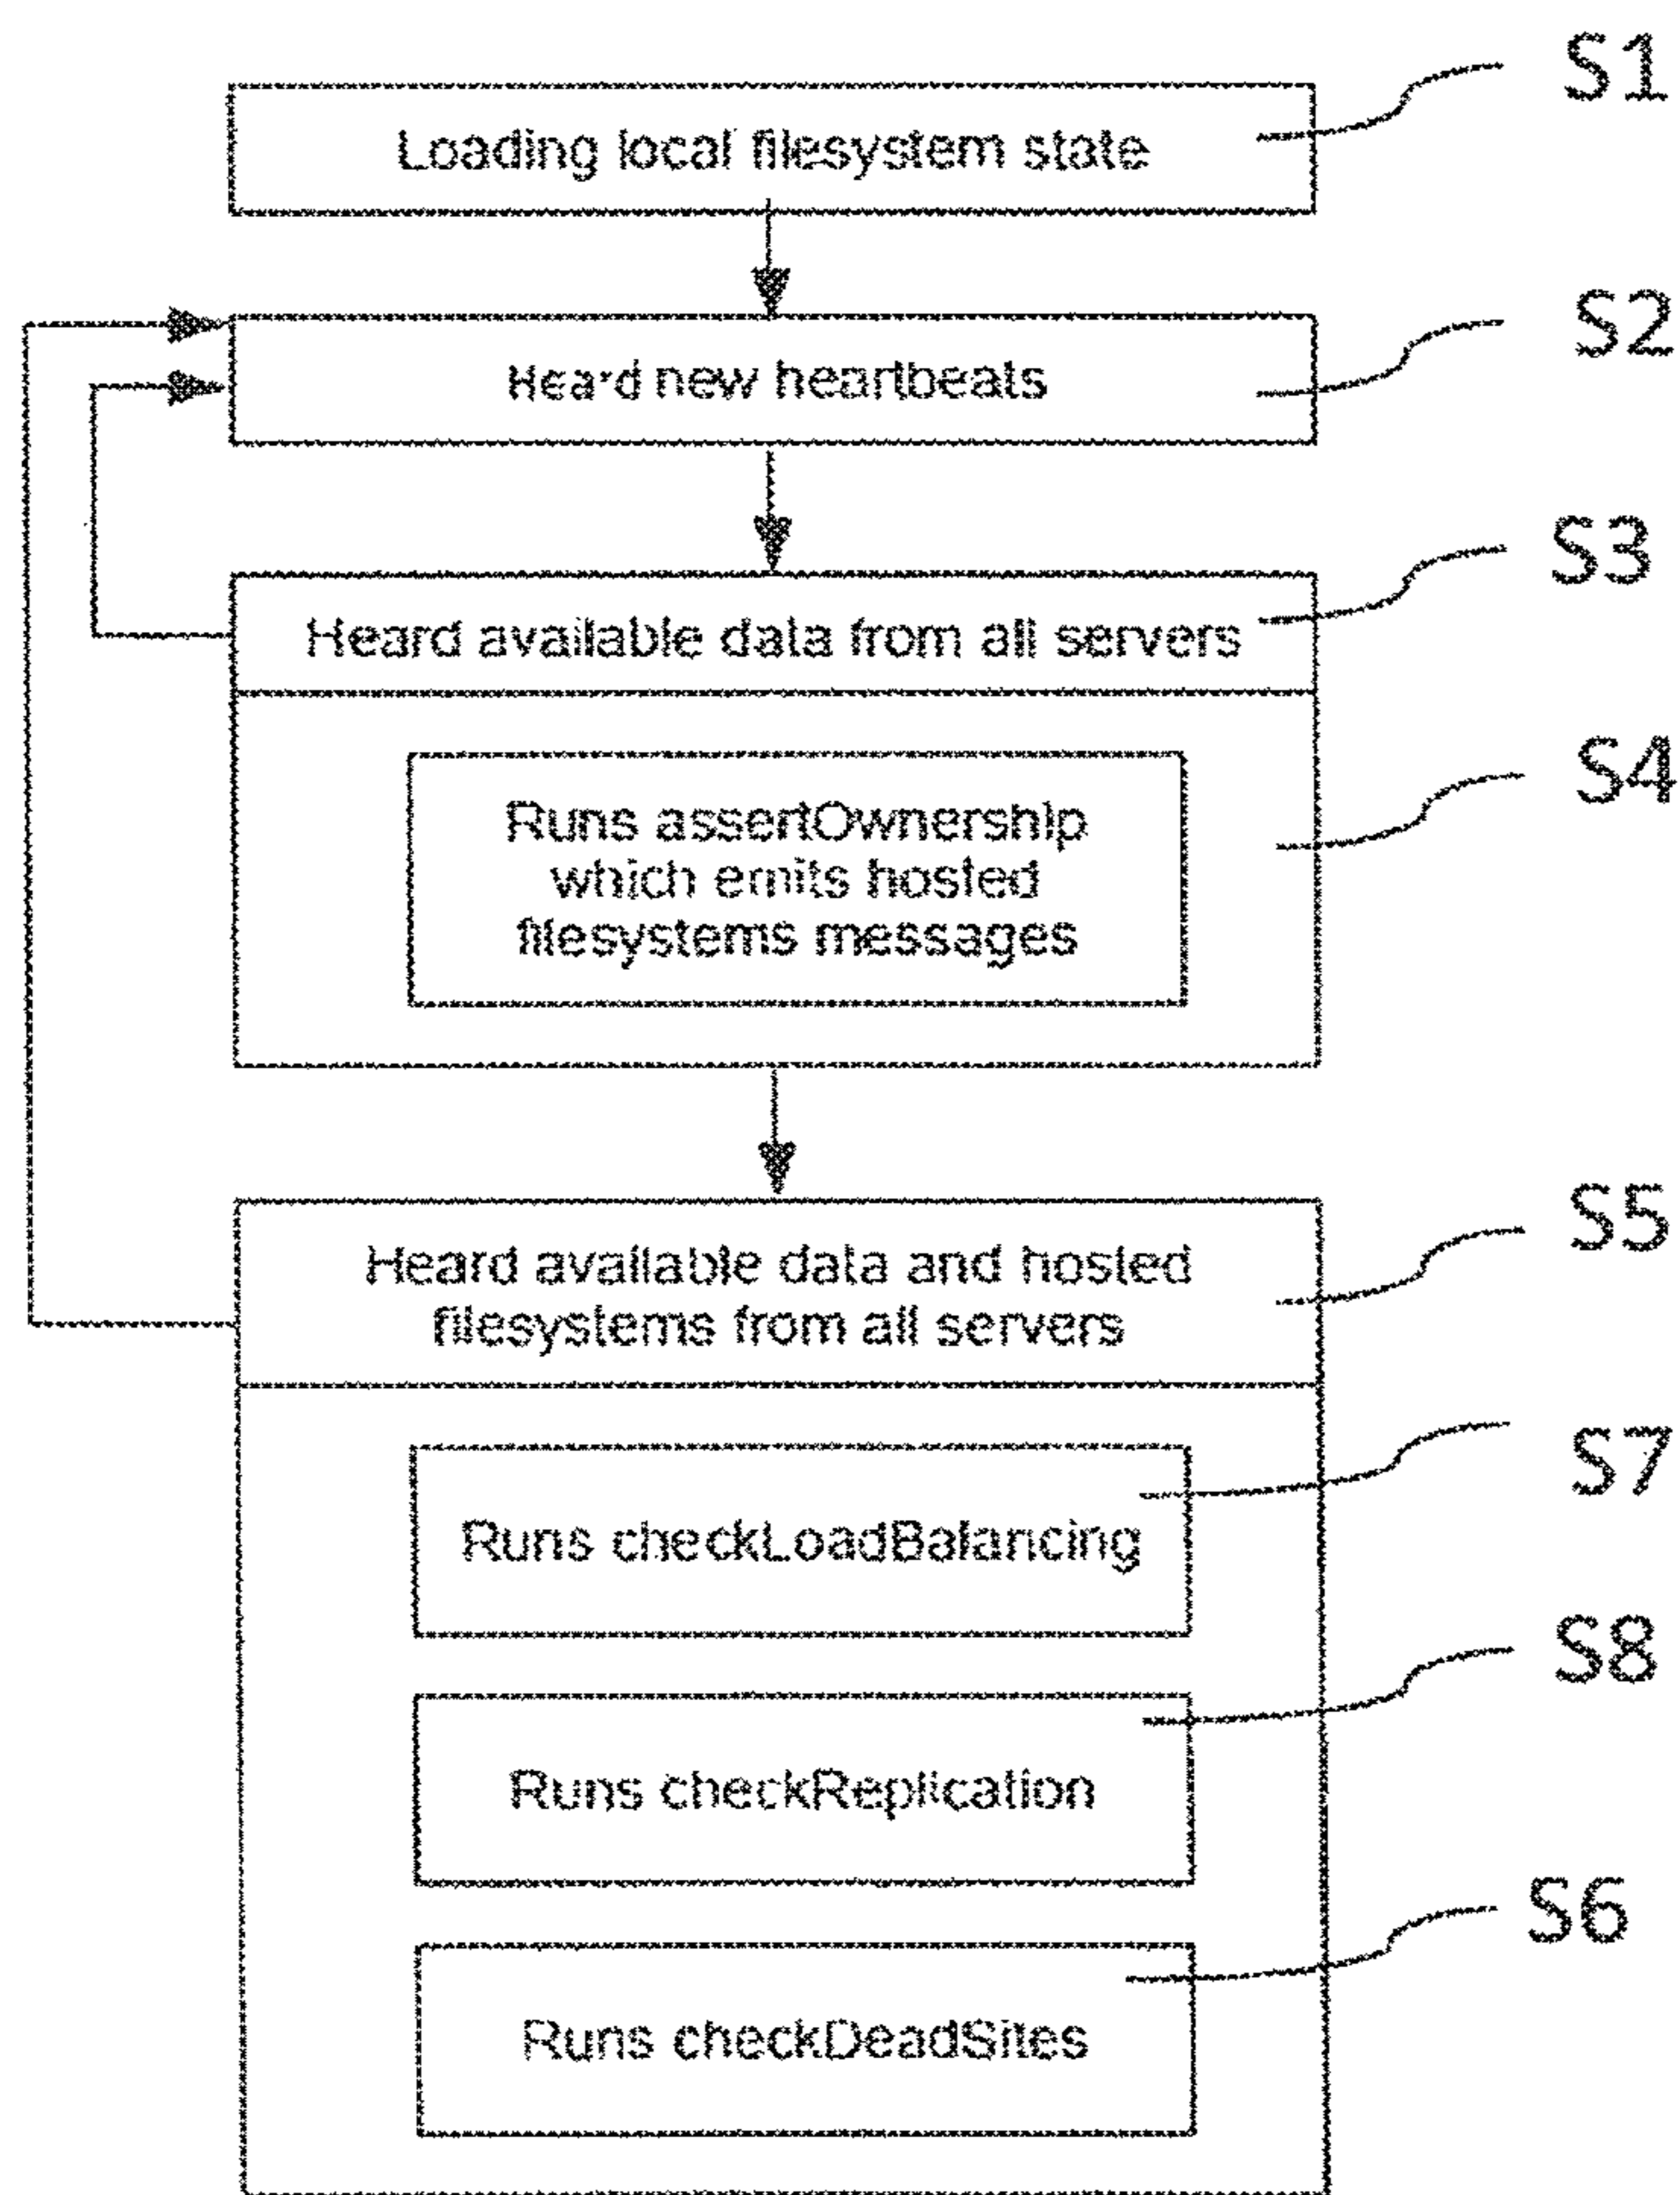 S1
Loading local filesystem state
S2
Heard new heartbeats
S3
Heard available data from all servers
S4
Runs assertOwnership
which emits hosted
filesystems messages
S5
Heard available data and hosted
filesystems from all servers
S7
Runs checkLoadBalancing
S8
Runs checkReplication
S6
Runs checkDeadSites